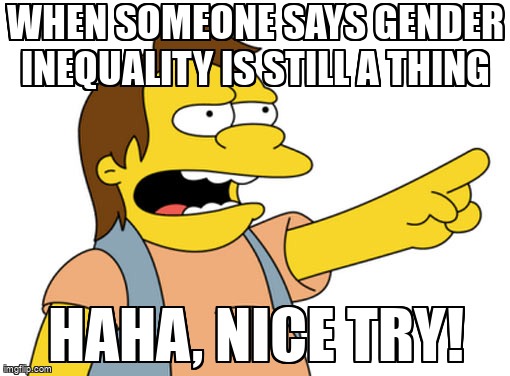 WHEN SOMEONE SAYS GENDER
INEQUALITY IS STILL A THING
HAHA, NICE TRY!
imgflip.com